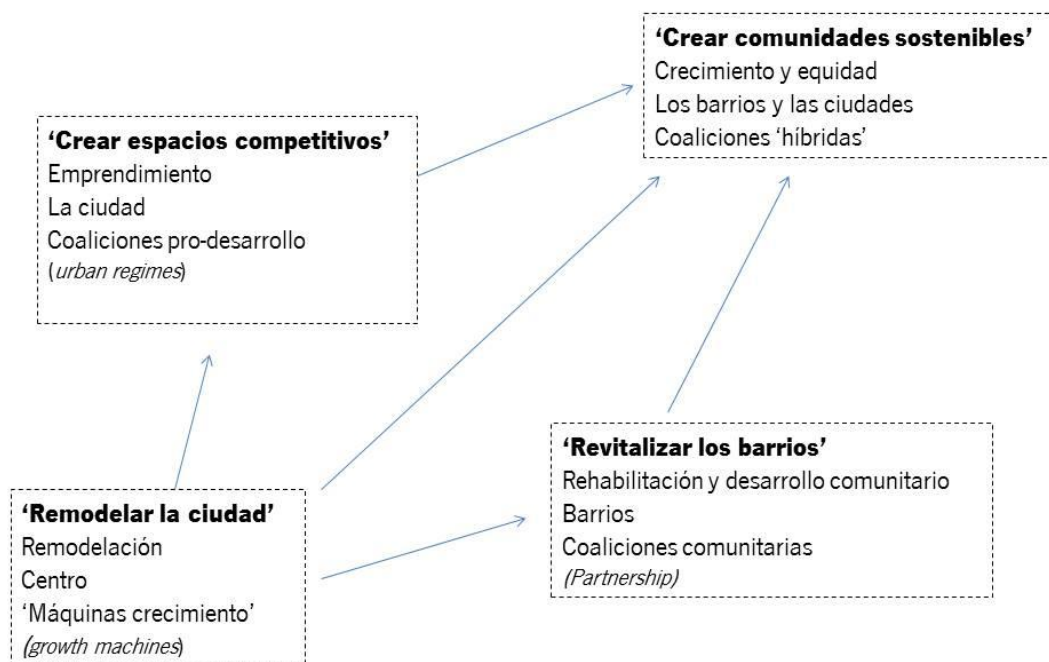 ‘Crear comunidades sostenibles’
Crecimiento y equidad
Los barrios y las ciudades
Coaliciones ‘híbridas’
‘Crear espacios competitivos’
Emprendimiento
La ciudad
Coaliciones pro-desarrollo
(urban regimes)
‘Revitalizar los barrios’
Rehabilitación y desarrollo comunitario
Barrios
Coaliciones comunitarias
(Partnership)
‘Remodelar la ciudad’
Remodelación
Centro
‘Máquinas crecimiento’
(growth machines)